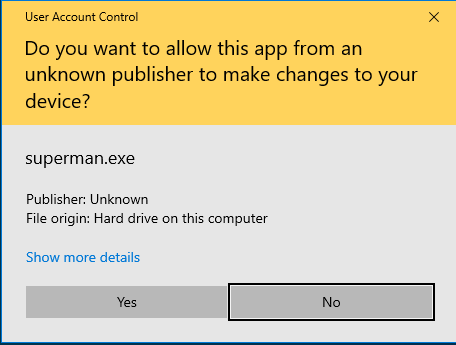 User Account Control
Do you want to allow this app from an
unknown publisher to make changes to your
device?
superman.exe
Publisher: Unknown
File origin: Hard drive on this computer
Show more details
Yes
No